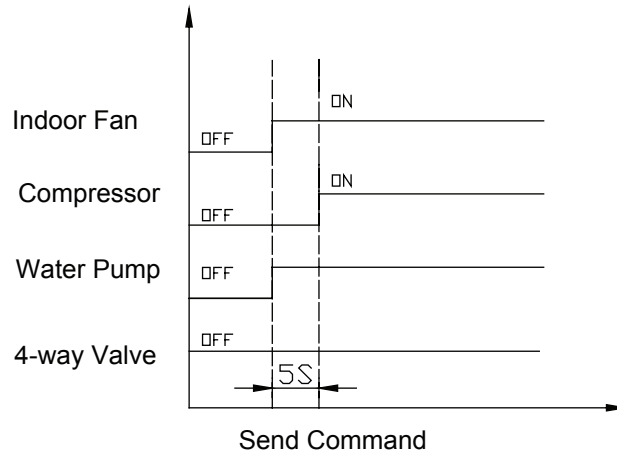 ON
Indoor Fan
OFF
ON
Compressor
OFF
Water Pump
OFF
OFF
4-way Valve
5S
Send Command